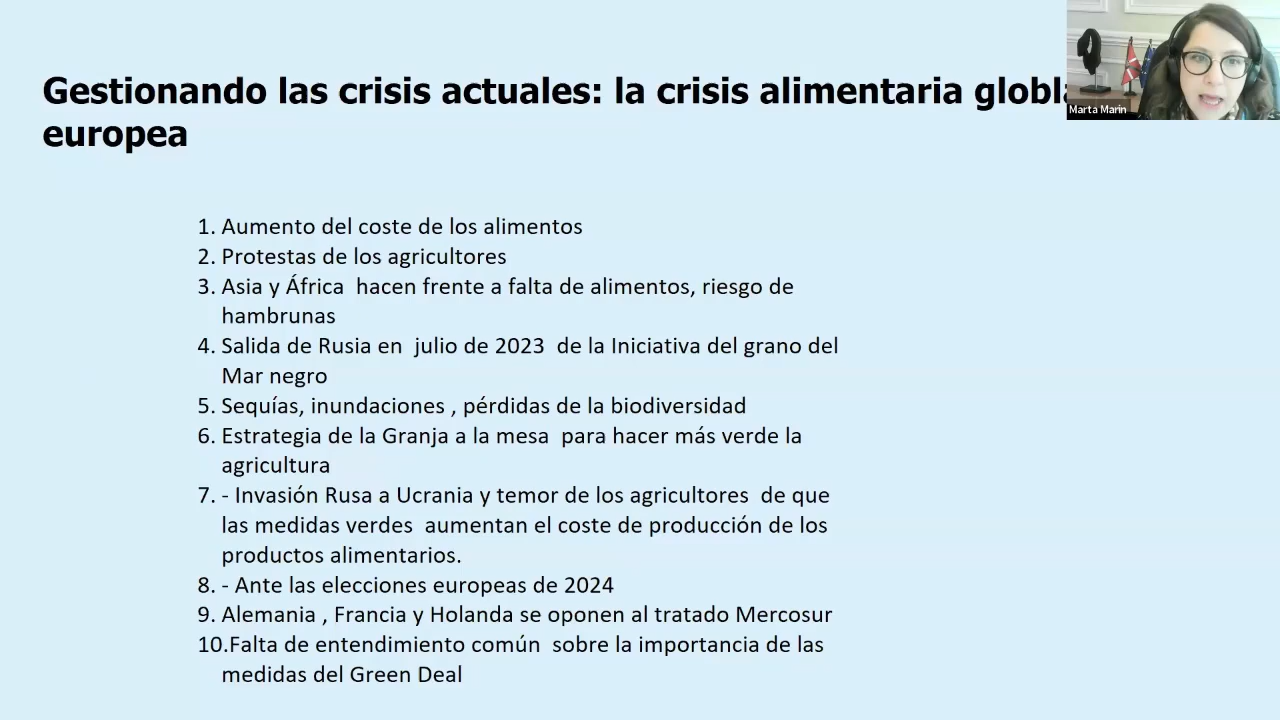 Gestionando las crisis actuales: la crisis alimentaria
europea
Marta Marin
1. Aumento del coste de los alimentos
2. Protestas de los agricultores
3. Asia y África  hacen frente a falta de alimentos, riesgo de
hambrunas
4. Salida de Rusia en  julio de 2023  de la Iniciativa del grano del
Mar negro
5. Sequías, inundaciones , pérdidas de la biodiversidad
6. Estrategia de la Granja a la mesa  para hacer más verde la
agricultura
7. - Invasión Rusa a Ucrania y temor de los agricultores  de que
las medidas verdes  aumentan el coste de producción de los
productos alimentarios.
8. - Ante las elecciones europeas de 2024
9. Alemania , Francia y Holanda se oponen al tratado Mercosur
10.Falta de entendimiento común  sobre la importancia de las
medidas del Green Deal